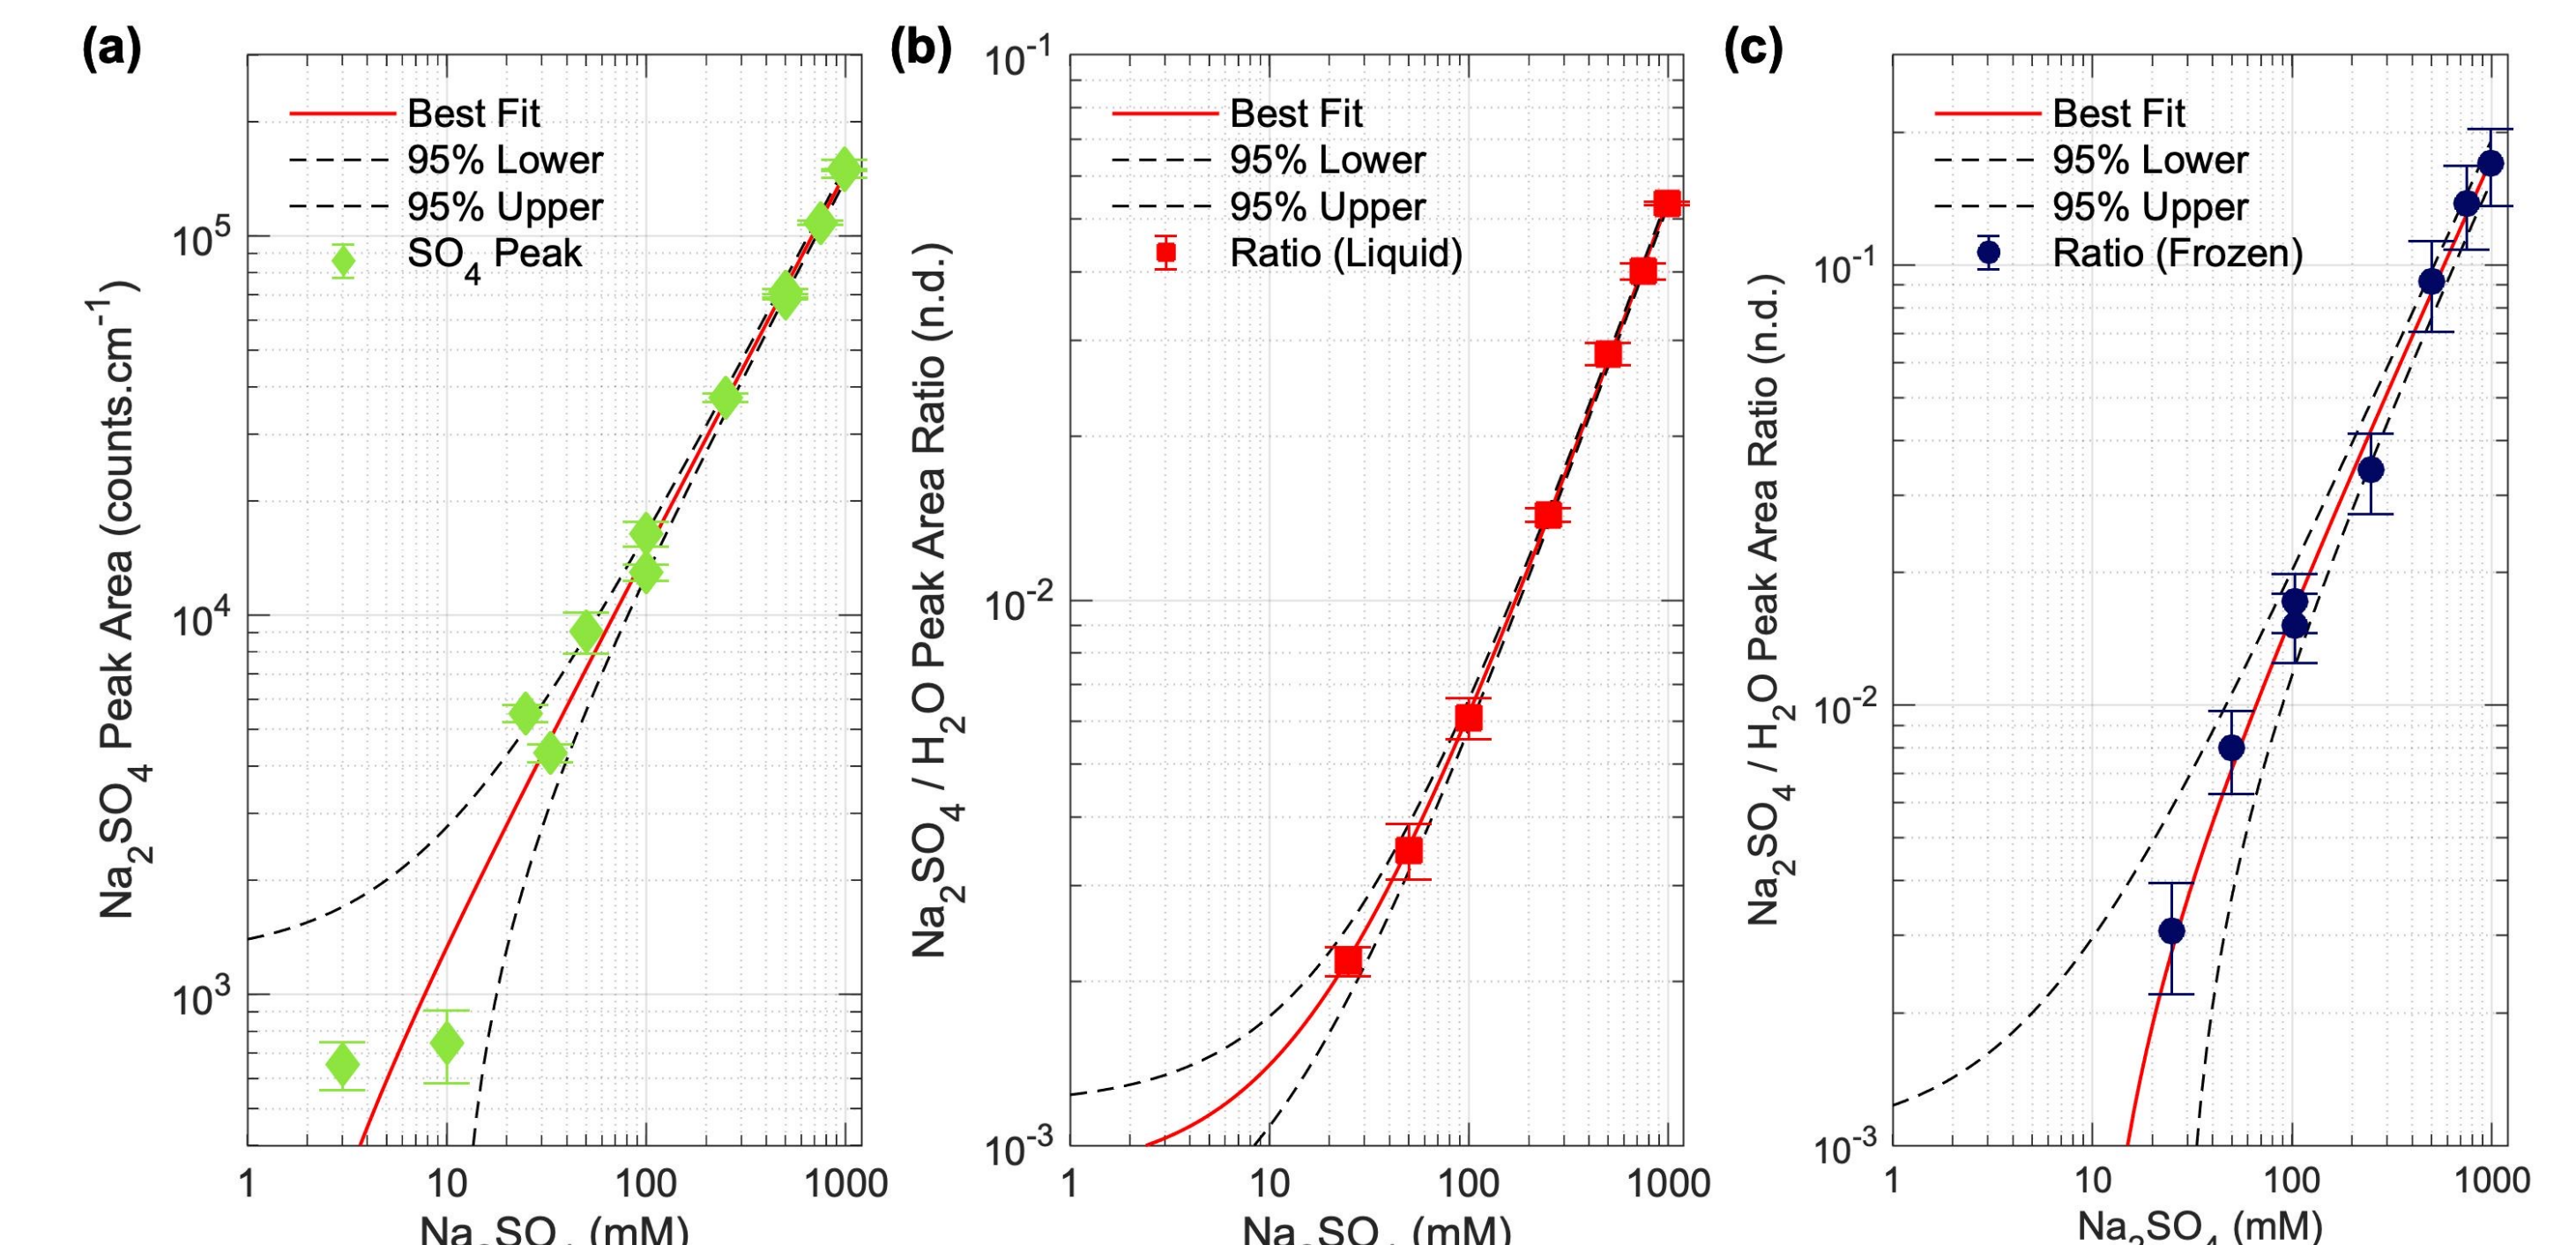 (a)
Best Fit
95% Lower
95% Upper
SO4 Peak
10^5
10^4
10^3
1 10 100 1000
Na2SO4 Peak Area (counts.cm^-1)
(mM)
(b)
Best Fit
95% Lower
95% Upper
Ratio (Liquid)
10^-1
10^-2
10^-3
1 10 100 1000
Na2SO4 / H2O Peak Area Ratio (n.d.)
(mM)
(c)
Best Fit
95% Lower
95% Upper
Ratio (Frozen)
10^-1
10^-2
10^-3
1 10 100 1000
Na2SO4 / H2O Peak Area Ratio (n.d.)
Na2SO4 (mM)